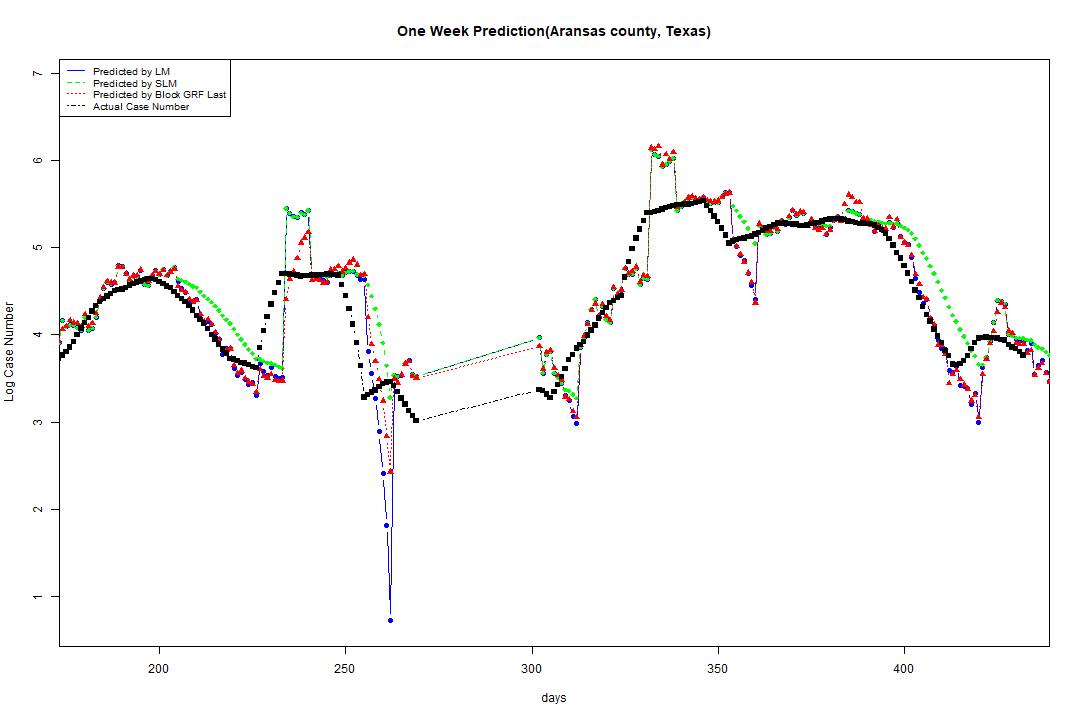 One Week Prediction(Aransas county, Texas)
Predicted by LM
Predicted by SLM
Predicted by Block GRF Last
Actual Case Number
7
6
5
4
3
2
1
Log Case Number
200 250 300 350 400
days